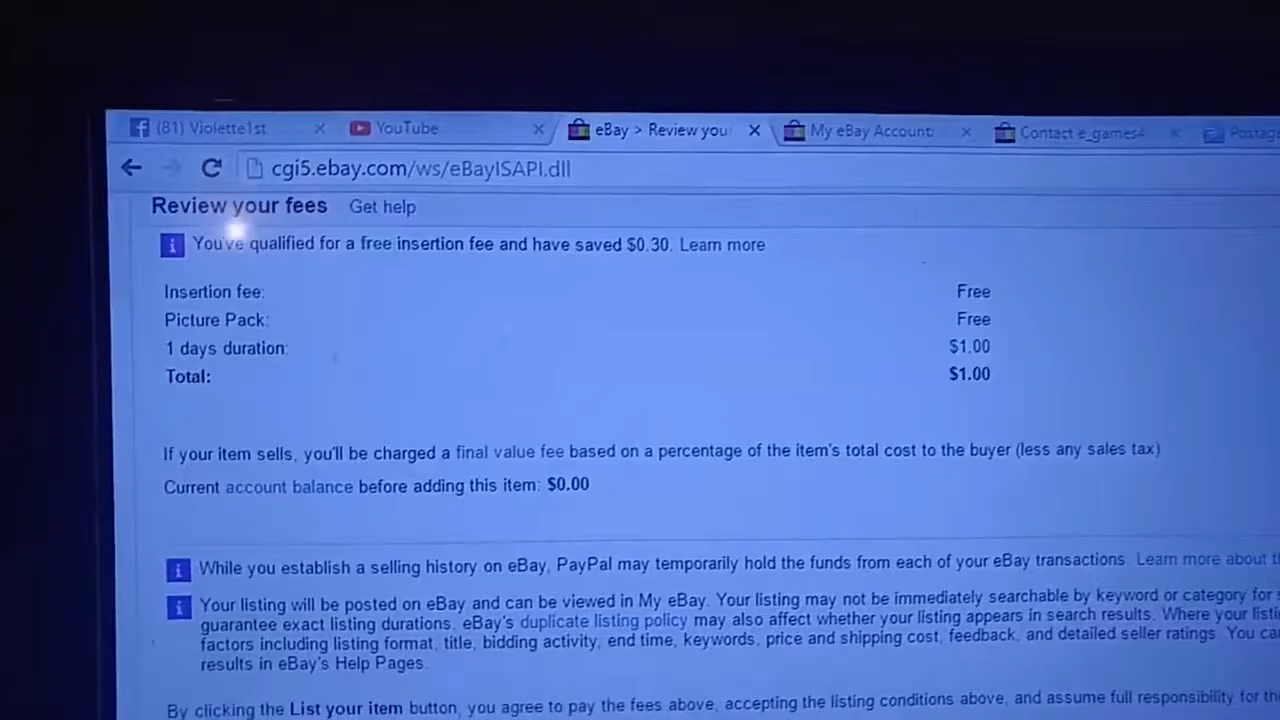 (81) Violette1st
YouTube
eBay > Review you
My eBay Account:
Contact e_games4
Postag
cgi5.ebay.com/ws/eBayISAPI.dll
Review your fees Get help
You've qualified for a free insertion fee and have saved $0.30. Learn more
Insertion fee: Free
Picture Pack: Free
1 days duration: $1.00
Total: $1.00
If your item sells, you'll be charged a final value fee based on a percentage of the item's total cost to the buyer (less any sales tax)
Current account balance before adding this item: $0.00
While you establish a selling history on eBay, PayPal may temporarily hold the funds from each of your eBay transactions. Learn more about
Your listing will be posted on eBay and can be viewed in My eBay. Your listing may not be immediately searchable by keyword or category for
guarantee exact listing durations. eBay's duplicate listing policy may also affect whether your listing appears in search results. Where your listi
factors including listing format, title, bidding activity, end time, keywords, price and shipping cost, feedback, and detailed seller ratings. You ca
results in eBay's Help Pages.
By clicking the List your item button, you agree to pay the fees above, accepting the listing conditions above, and assume full responsibility for th